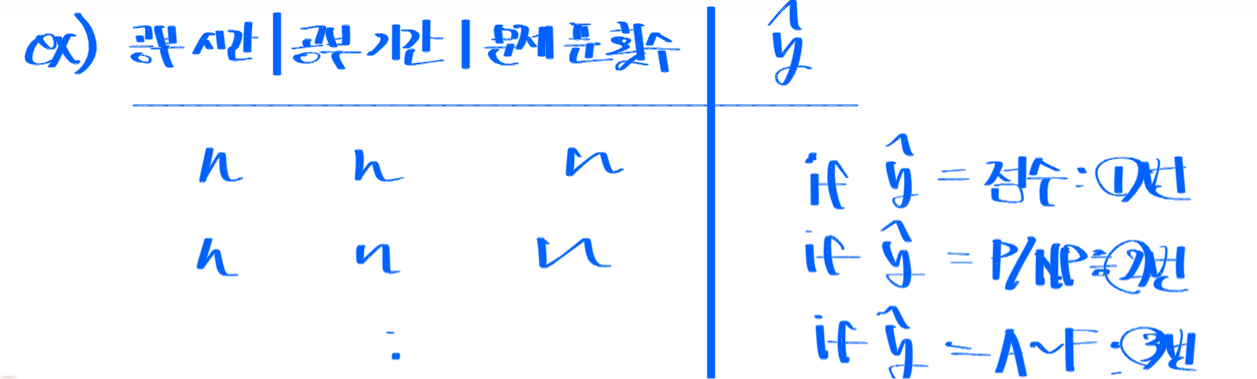 ex) 공부 시간 | 공부 기간 | 문제 푼 횟수 | ŷ
n n n
if ŷ = 점수 : ①번
n n n
if ŷ = P/NP : ②번
:
if ŷ = A~F : ③번